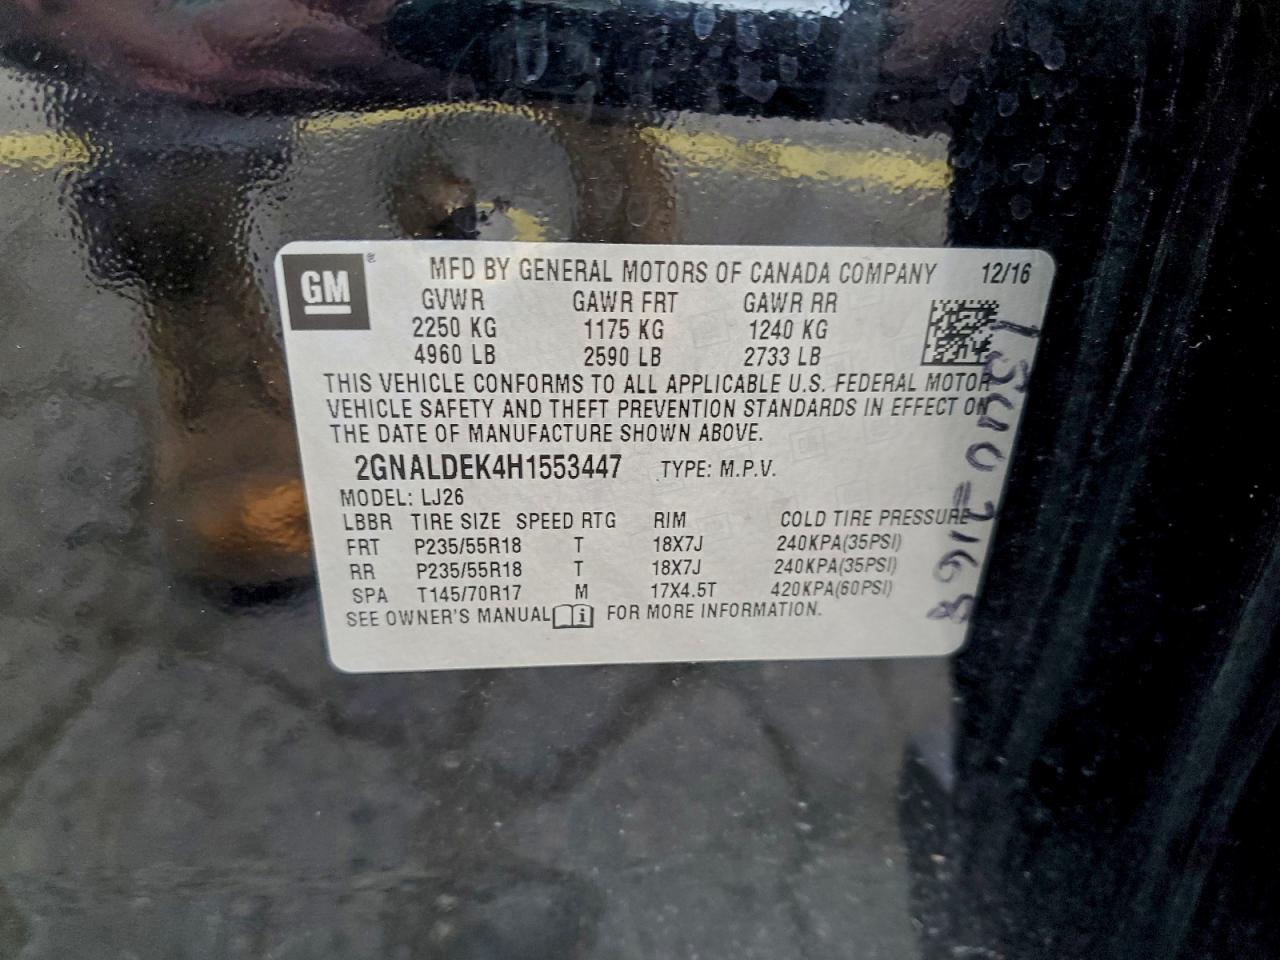 GM ® MFD BY GENERAL MOTORS OF CANADA COMPANY 12/16
GVWR GAWR FRT GAWR RR
2250 KG 1175 KG 1240 KG
4960 LB 2590 LB 2733 LB
THIS VEHICLE CONFORMS TO ALL APPLICABLE U.S. FEDERAL MOTOR
VEHICLE SAFETY AND THEFT PREVENTION STANDARDS IN EFFECT ON
THE DATE OF MANUFACTURE SHOWN ABOVE.
2GNALDEK4H1553447 TYPE: M.P.V.
MODEL: LJ26
LBBR TIRE SIZE SPEED RTG RIM COLD TIRE PRESSURE
FRT P235/55R18 T 18X7J 240KPA(35PSI)
RR P235/55R18 T 18X7J 240KPA(35PSI)
SPA T145/70R17 M 17X4.5T 420KPA(60PSI)
SEE OWNER'S MANUAL i FOR MORE INFORMATION.